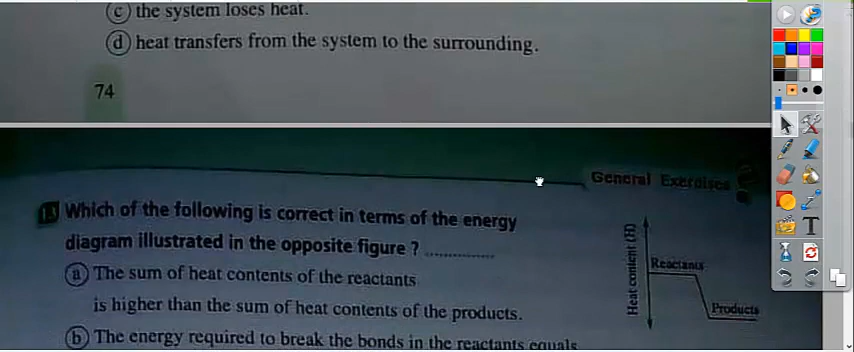 c the system loses heat.
d heat transfers from the system to the surrounding.
74
General Exercises
13 Which of the following is correct in terms of the energy
diagram illustrated in the opposite figure ? ..............
a The sum of heat contents of the reactants
is higher than the sum of heat contents of the products.
b The energy required to break the bonds in the reactants equals
Heat content (H)
Reactants
Products
T